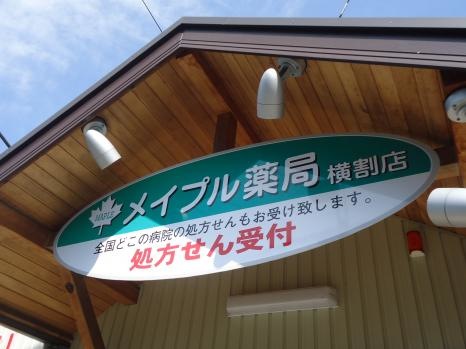 MAPLE
メイプル薬局 横割店
全国どこの病院の処方せんもお受け致します。
処方せん受付